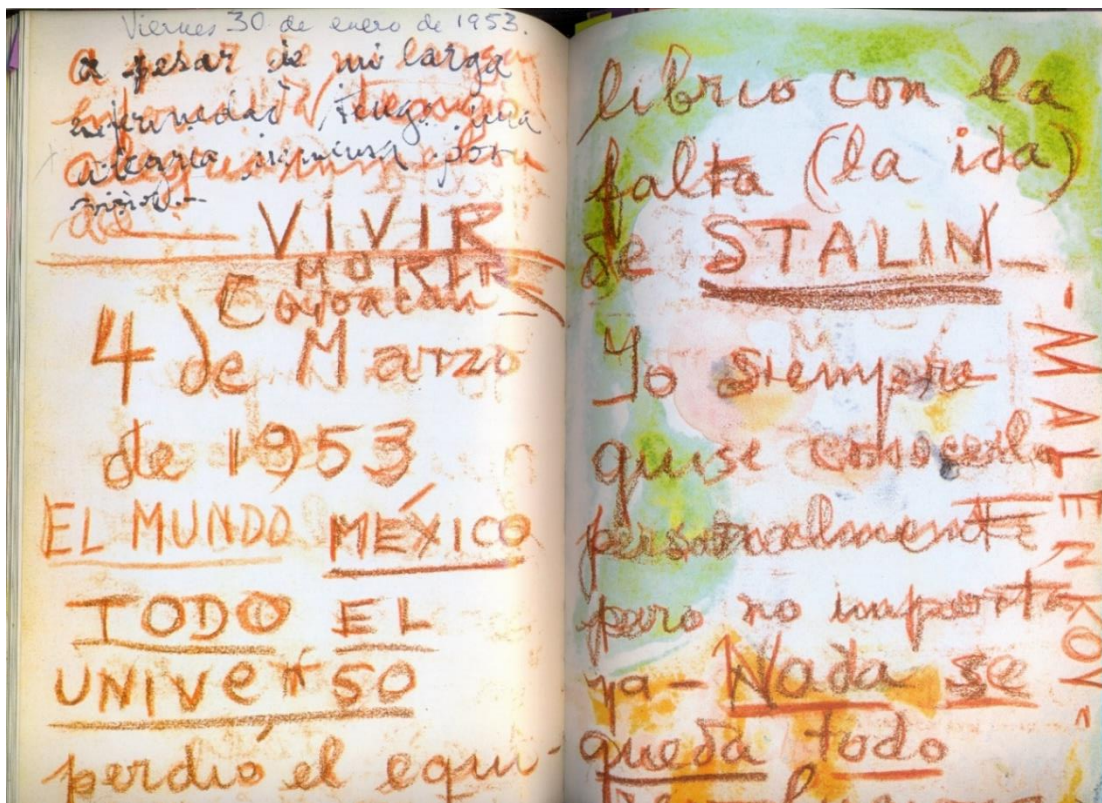 Viernes 30 de enero de 1953.
a pesar de mi larga
enfermedad, tengo una
alegría inmensa por
vivir.-
VIVIR
MORIR
Coyoacan-
4 de Marzo
de 1953
EL MUNDO MÉXICO
TODO EL
UNIVeRSO
perdió el equi-
librio con la
falta (la ida)
de STALIN-
Yo siempre
quise conocerlo
personalmente
pero no importa
ya - Nada se
queda todo
- MALENKOV -